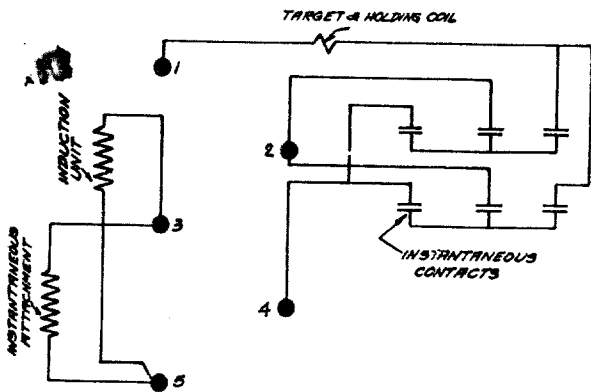 TARGET & HOLDING COIL
1
INDUCTION
UNIT
2
3
INSTANTANEOUS
ATTACHMENT
INSTANTANEOUS
CONTACTS
4
5